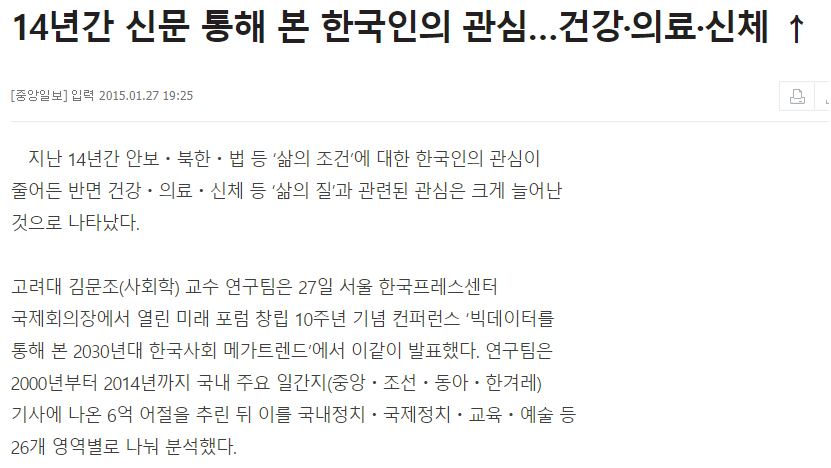 14년간 신문 통해 본 한국인의 관심...건강·의료·신체 ↑
[중앙일보] 입력 2015.01.27 19:25
지난 14년간 안보·북한·법 등 ‘삶의 조건’에 대한 한국인의 관심이
줄어든 반면 건강·의료·신체 등 ‘삶의 질’과 관련된 관심은 크게 늘어난
것으로 나타났다.
고려대 김문조(사회학) 교수 연구팀은 27일 서울 한국프레스센터
국제회의장에서 열린 미래 포럼 창립 10주년 기념 컨퍼런스 ‘빅데이터를
통해 본 2030년대 한국사회 메가트렌드’에서 이같이 발표했다. 연구팀은
2000년부터 2014년까지 국내 주요 일간지(중앙·조선·동아·한겨레)
기사에 나온 6억 어절을 추린 뒤 이를 국내정치·국제정치·교육·예술 등
26개 영역별로 나눠 분석했다.